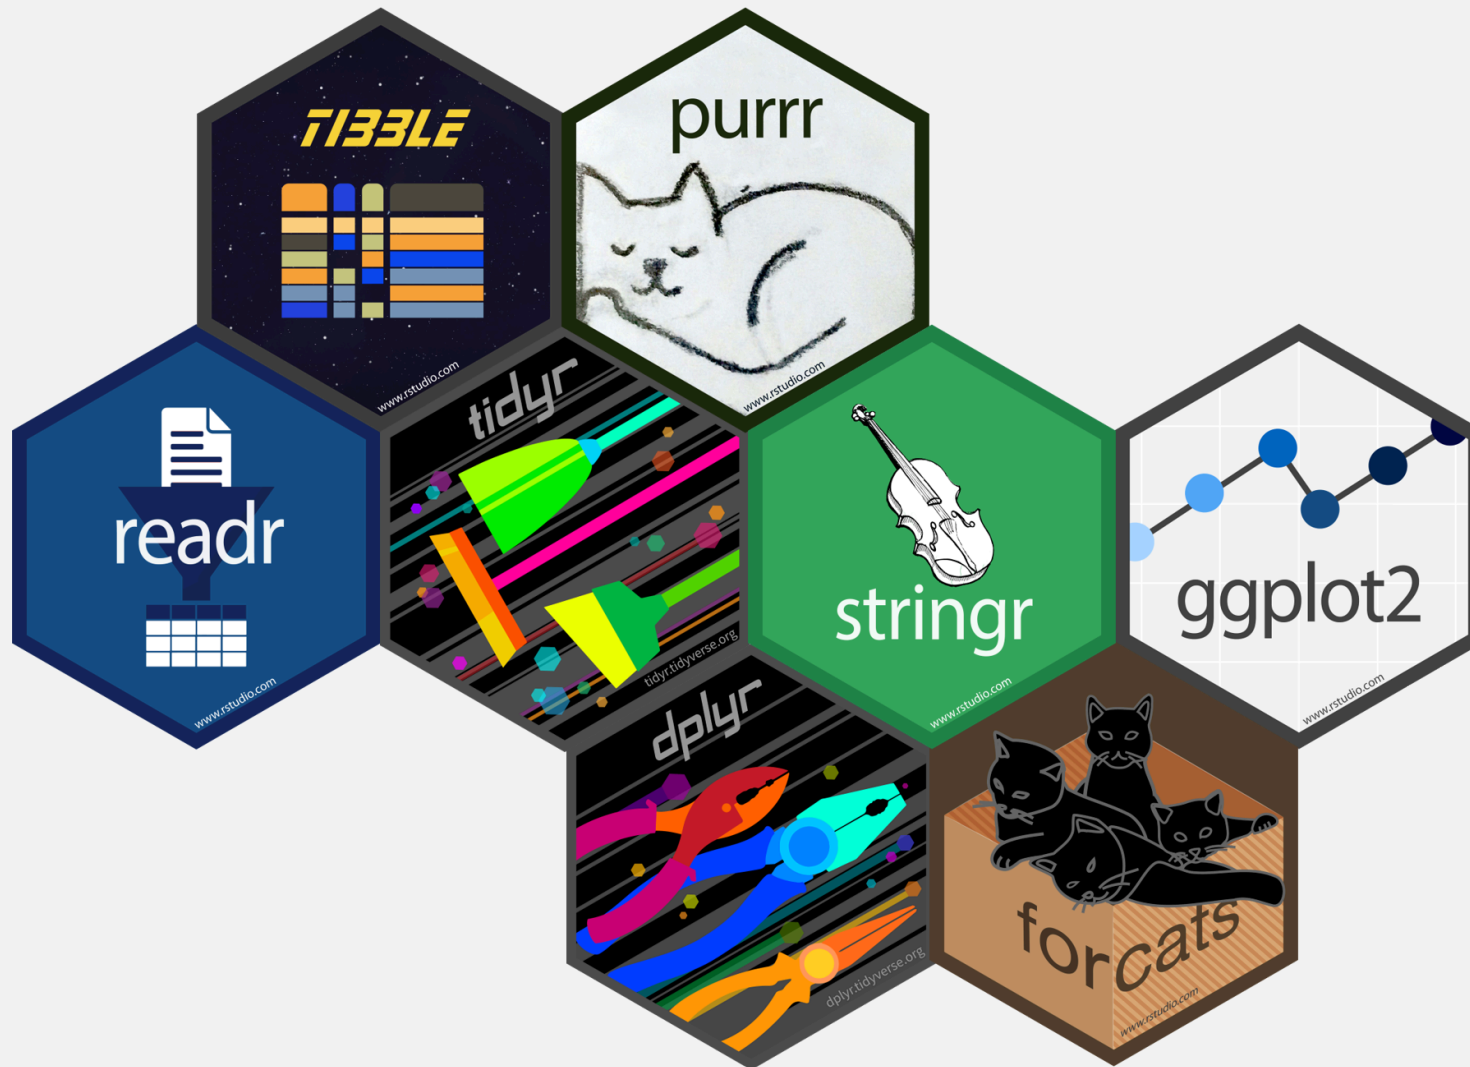 TIBBLE
www.rstudio.com
purrr
www.rstudio.com
readr
www.rstudio.com
tidyr
tidyr.tidyverse.org
stringr
www.rstudio.com
ggplot2
www.rstudio.com
dplyr
dplyr.tidyverse.org
forcats
www.rstudio.com